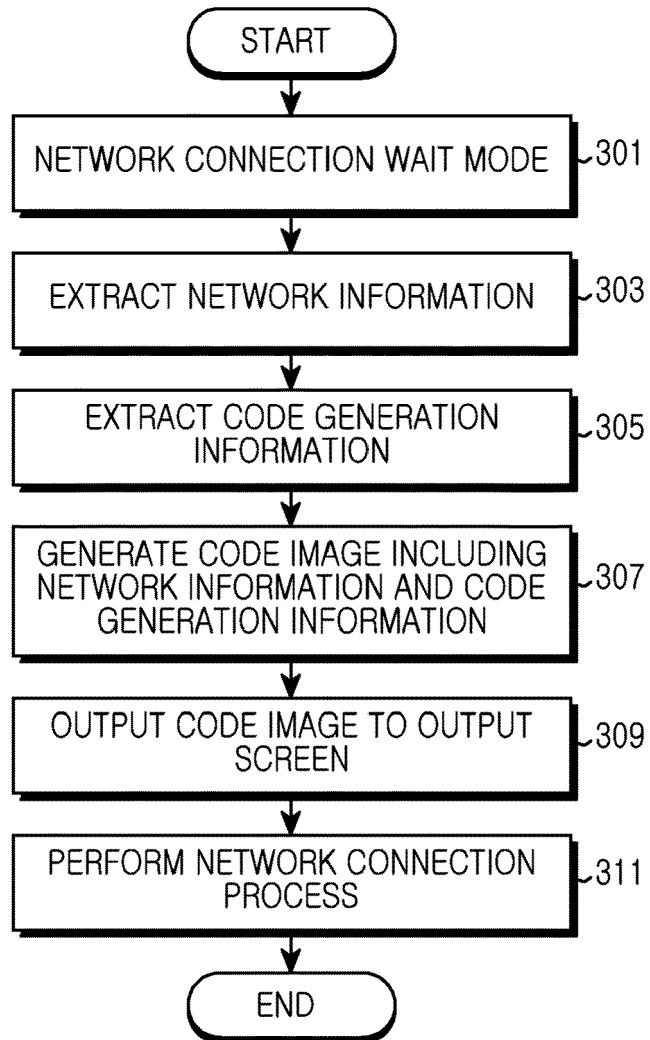 START
NETWORK CONNECTION WAIT MODE
301
EXTRACT NETWORK INFORMATION
303
EXTRACT CODE GENERATION
INFORMATION
305
GENERATE CODE IMAGE INCLUDING
NETWORK INFORMATION AND CODE
GENERATION INFORMATION
307
OUTPUT CODE IMAGE TO OUTPUT
SCREEN
309
PERFORM NETWORK CONNECTION
PROCESS
311
END